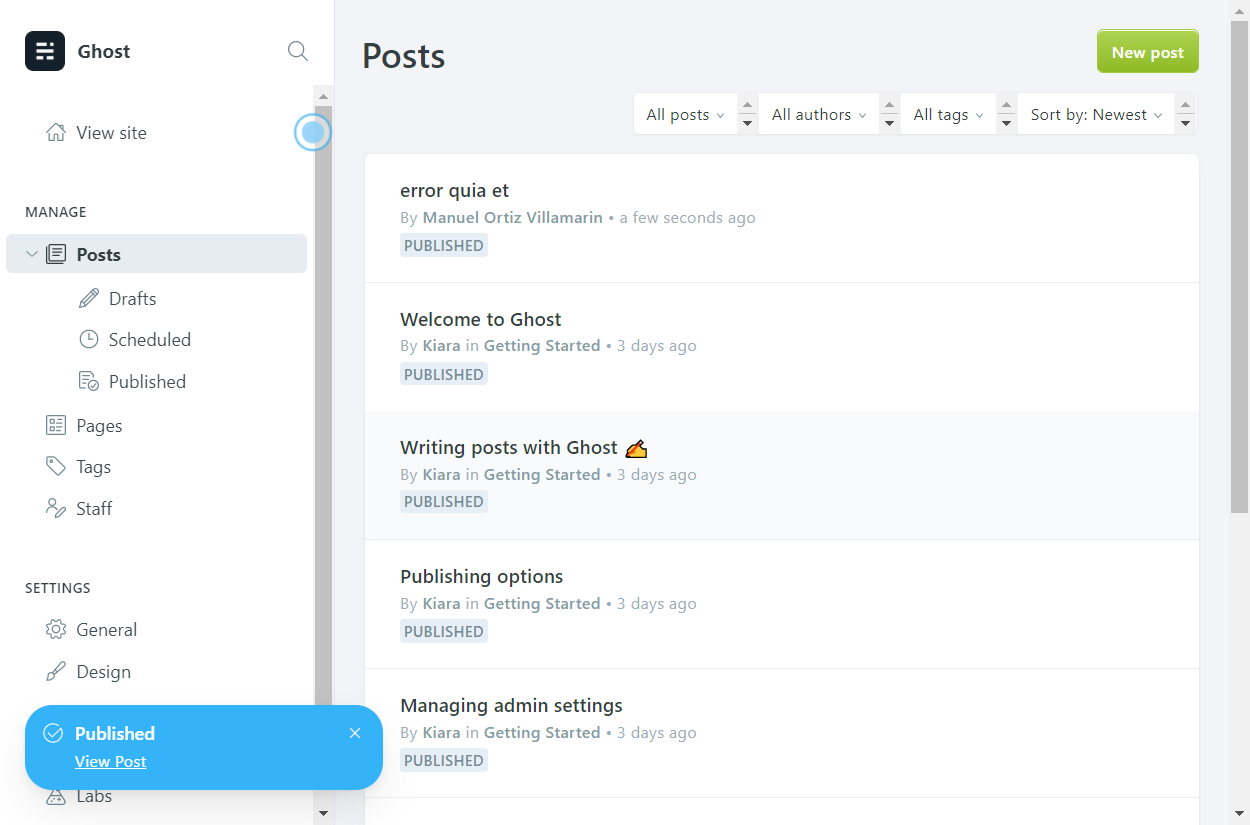 Ghost
View site
MANAGE
Posts
Drafts
Scheduled
Published
Pages
Tags
Staff
SETTINGS
General
Design
Published
View Post
Labs
Posts
New post
All posts
All authors
All tags
Sort by: Newest
error quia et
By Manuel Ortiz Villamarin • a few seconds ago
PUBLISHED
Welcome to Ghost
By Kiara in Getting Started • 3 days ago
PUBLISHED
Writing posts with Ghost ✍️
By Kiara in Getting Started • 3 days ago
PUBLISHED
Publishing options
By Kiara in Getting Started • 3 days ago
PUBLISHED
Managing admin settings
By Kiara in Getting Started • 3 days ago
PUBLISHED